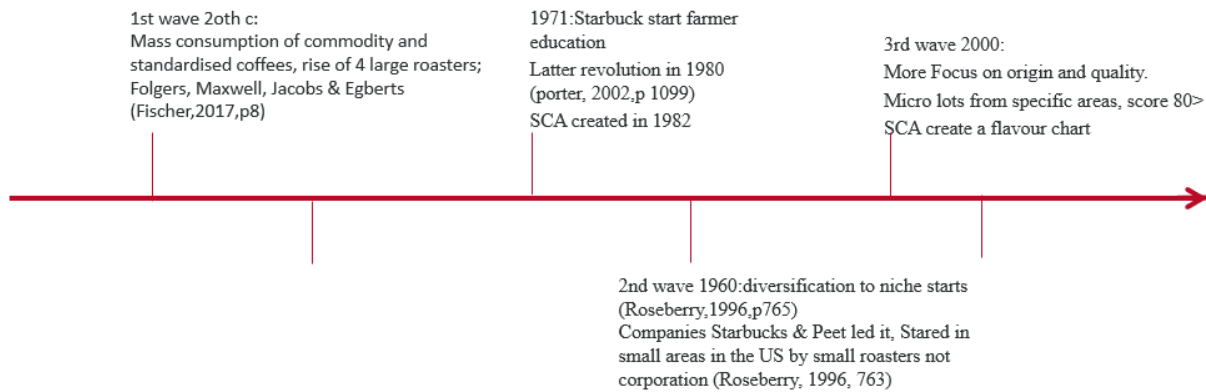 1st wave 2oth c:
Mass consumption of commodity and
standardised coffees, rise of 4 large roasters;
Folgers, Maxwell, Jacobs & Egberts
(Fischer,2017,p8)
1971:Starbuck start farmer
education
Latter revolution in 1980
(porter, 2002,p 1099)
SCA created in 1982
3rd wave 2000:
More Focus on origin and quality.
Micro lots from specific areas, score 80>
SCA create a flavour chart
2nd wave 1960:diversification to niche starts
(Roseberry,1996,p765)
Companies Starbucks & Peet led it, Stared in
small areas in the US by small roasters not
corporation (Roseberry, 1996, 763)